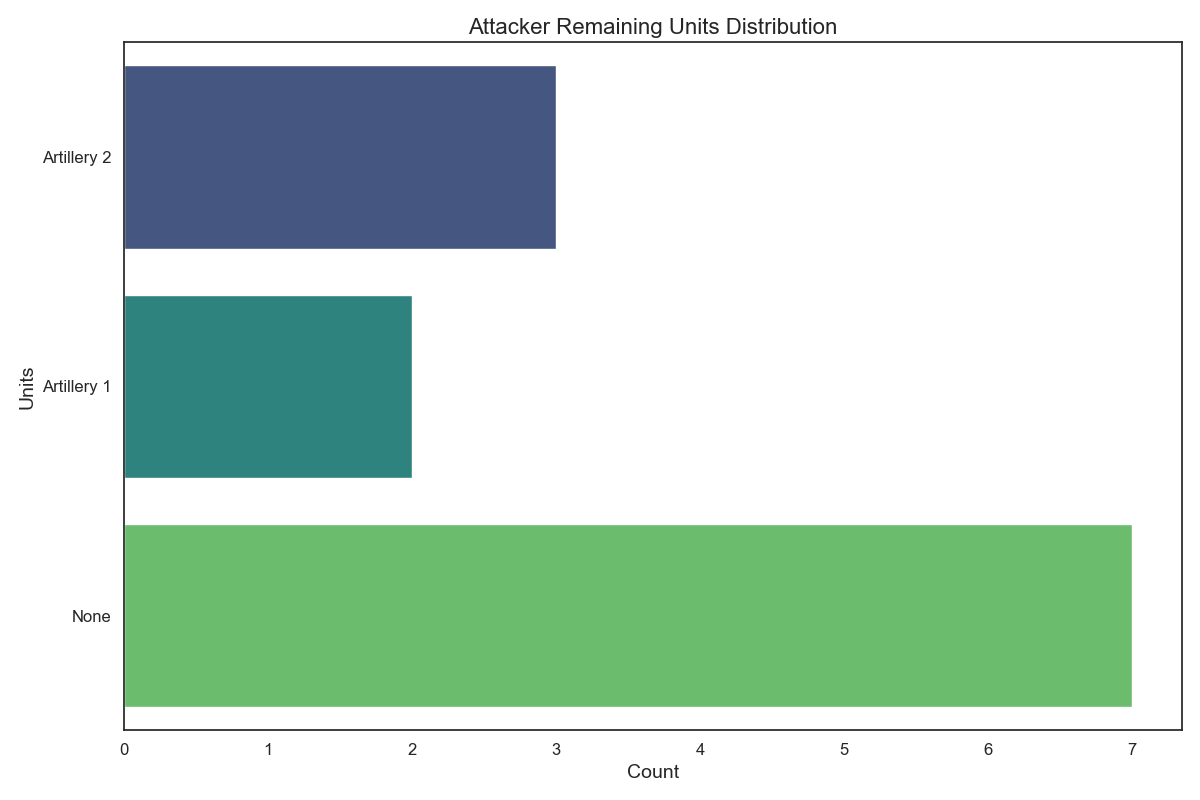 Attacker Remaining Units Distribution
Artillery 2
Artillery 1
None
Units
0 1 2 3 4 5 6 7
Count